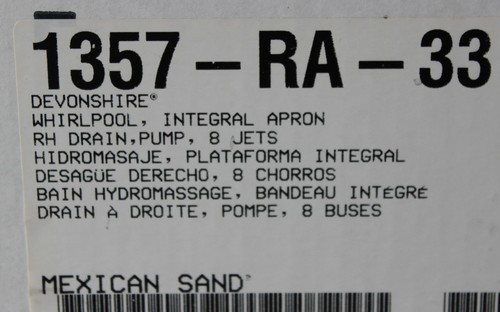 1357-RA-33
DEVONSHIRE®
WHIRLPOOL, INTEGRAL APRON
RH DRAIN,PUMP, 8 JETS
HIDROMASAJE, PLATAFORMA INTEGRAL
DESAGÜE DERECHO, 8 CHORROS
BAIN HYDROMASSAGE, BANDEAU INTÉGRÉ
DRAIN À DROITE, POMPE, 8 BUSES
MEXICAN SAND